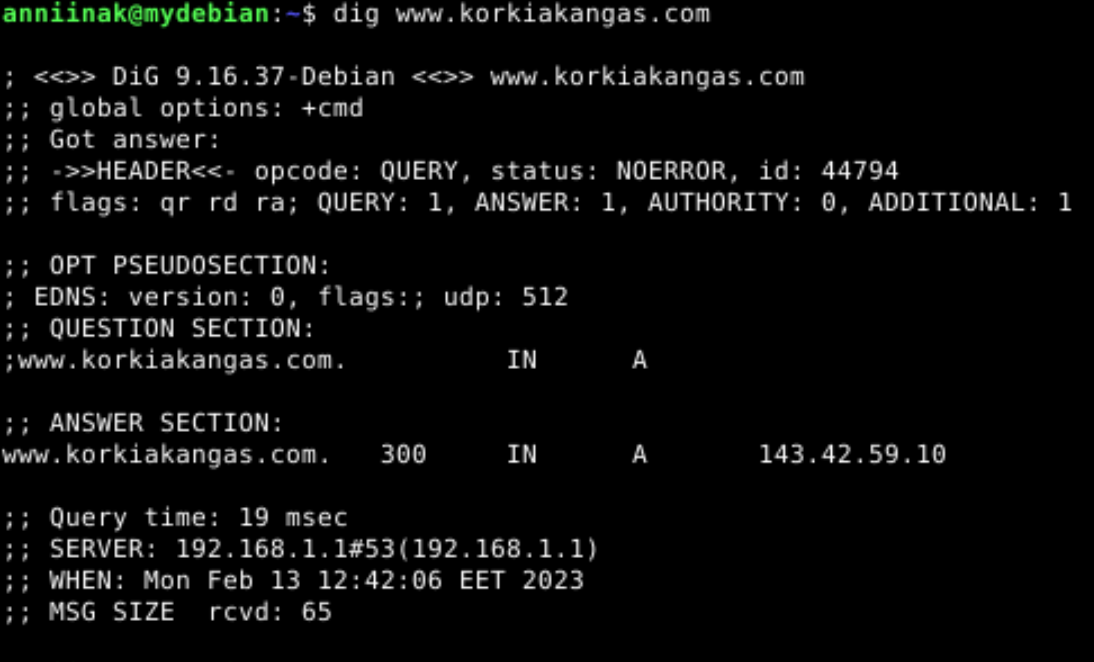 anniinak@mydebian:~$ dig www.korkiakangas.com
; <<>> DiG 9.16.37-Debian <<>> www.korkiakangas.com
;; global options: +cmd
;; Got answer:
;; ->>HEADER<<- opcode: QUERY, status: NOERROR, id: 44794
;; flags: qr rd ra; QUERY: 1, ANSWER: 1, AUTHORITY: 0, ADDITIONAL: 1
;; OPT PSEUDOSECTION:
; EDNS: version: 0, flags:; udp: 512
;; QUESTION SECTION:
;www.korkiakangas.com. IN A
;; ANSWER SECTION:
www.korkiakangas.com. 300 IN A 143.42.59.10
;; Query time: 19 msec
;; SERVER: 192.168.1.1#53(192.168.1.1)
;; WHEN: Mon Feb 13 12:42:06 EET 2023
;; MSG SIZE  rcvd: 65